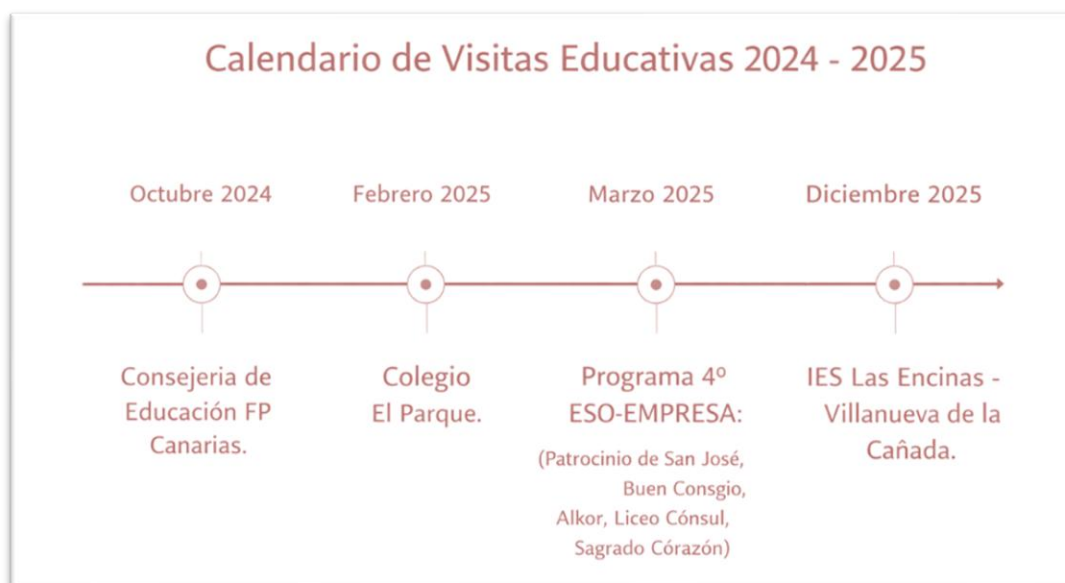 Calendario de Visitas Educativas 2024 - 2025
Octubre 2024
Febrero 2025
Marzo 2025
Diciembre 2025
Consejeria de
Educación FP
Canarias.
Colegio
El Parque.
Programa 4º
ESO-EMPRESA:
(Patrocinio de San José,
Buen Consgio,
Alkor, Liceo Cónsul,
Sagrado Córazón)
IES Las Encinas -
Villanueva de la
Cañada.